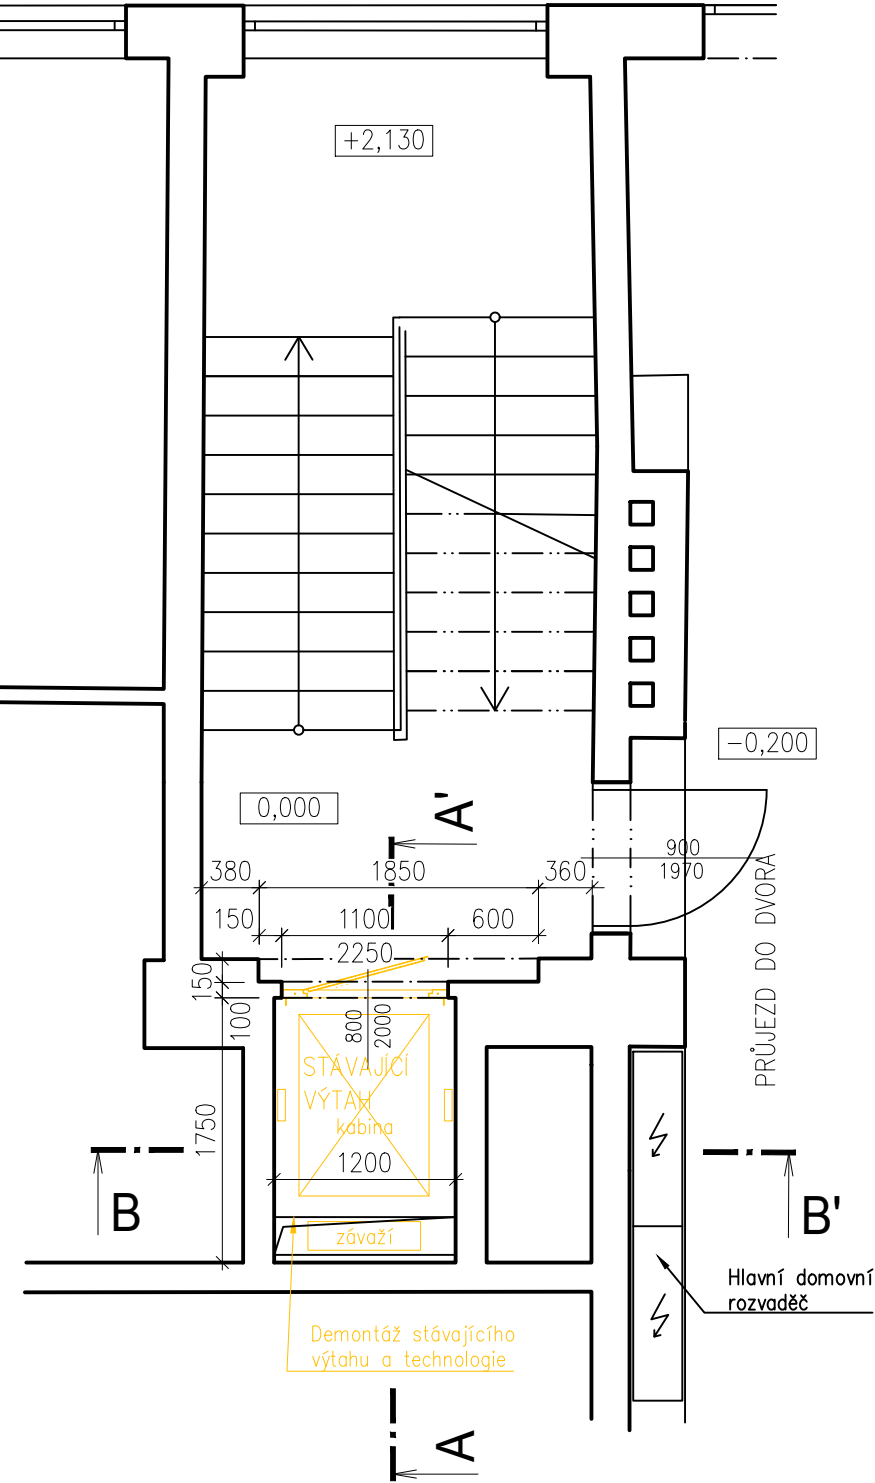 +2,130
-0,200
0,000
A'
900
1970
380
1850
360
150
1100
600
2250
150
100
800
2000
PRŮJEZD DO DVORA
STÁVAJÍCÍ
VÝTAH
kabina
1750
1200
B
B'
závaží
Hlavní domovní
rozvaděč
Demontáž stávajícího
výtahu a technologie
A